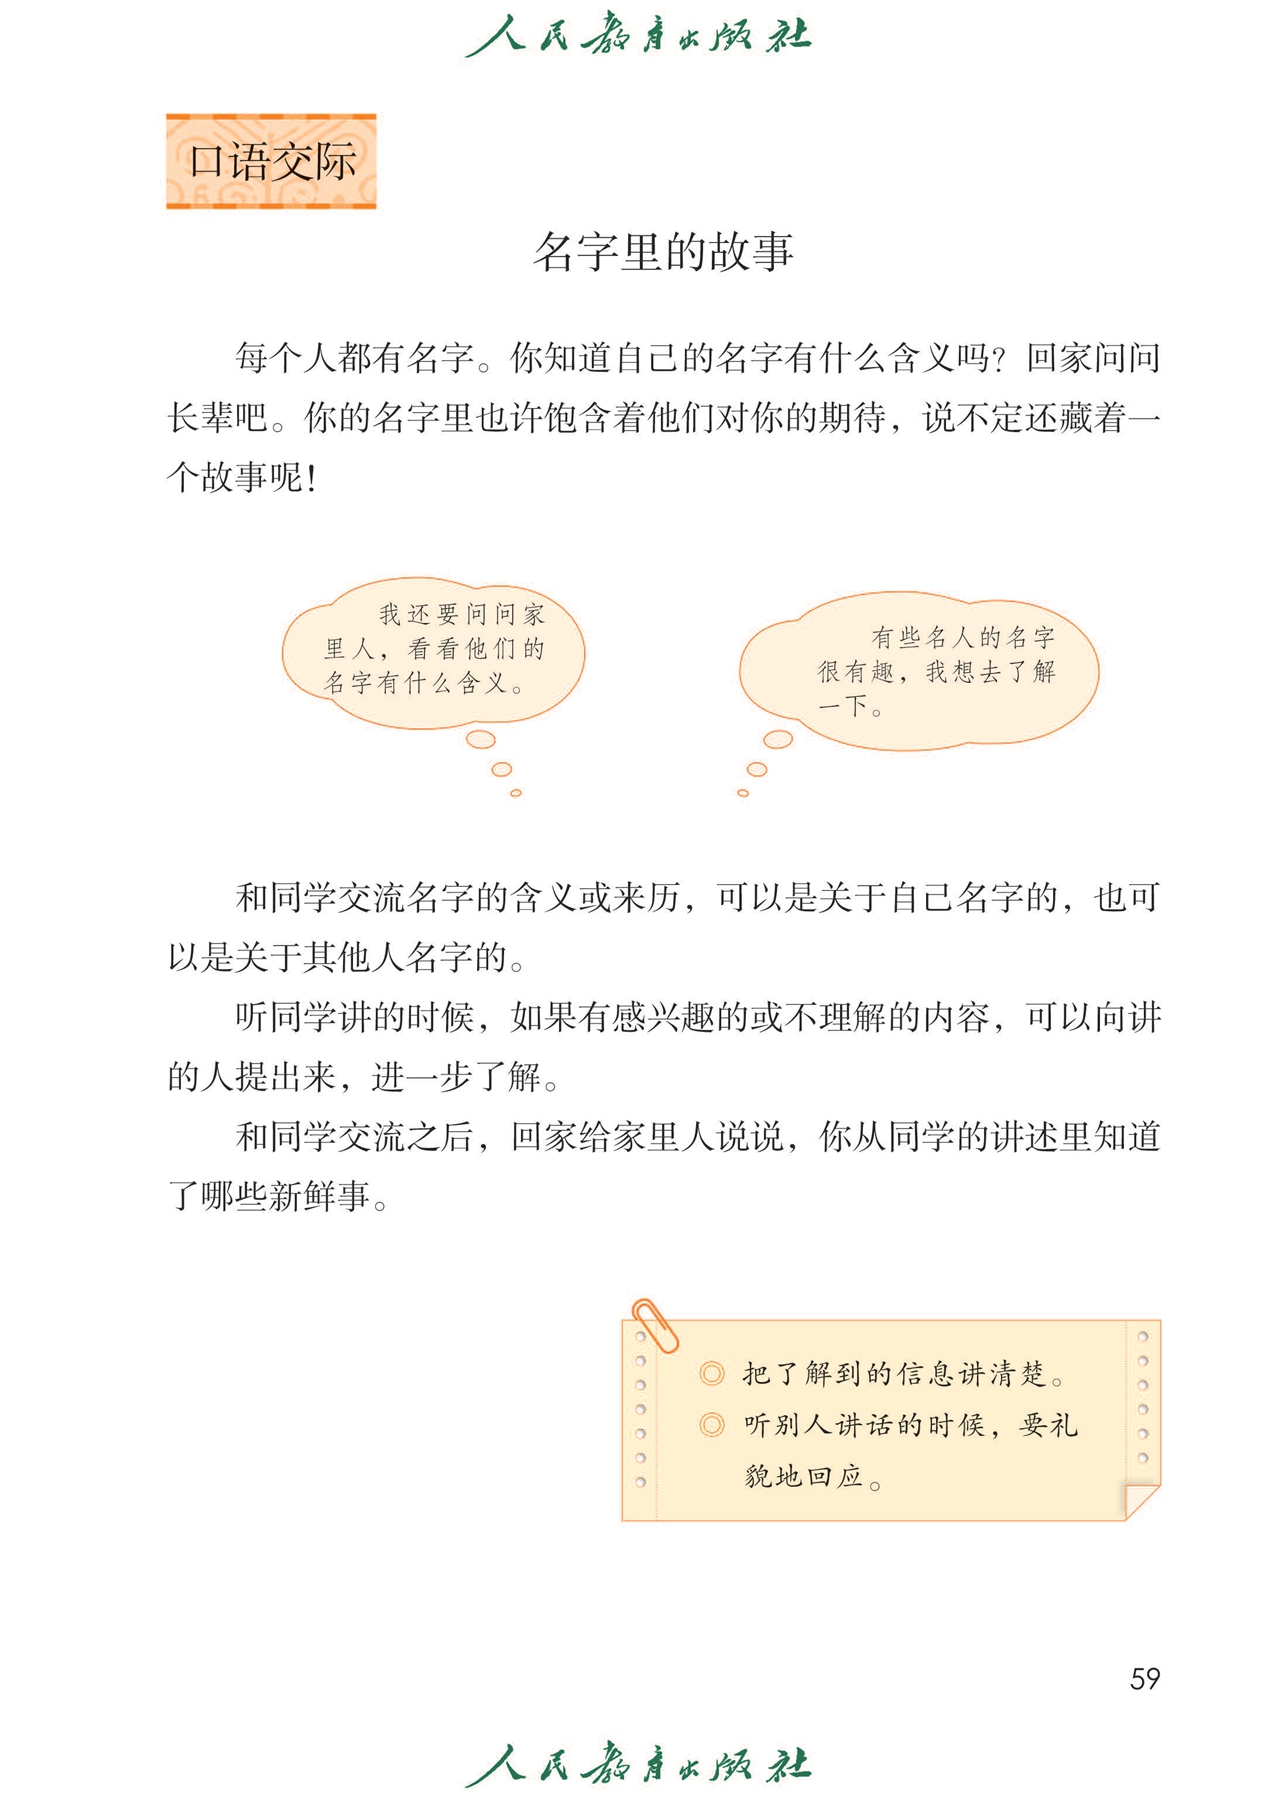 人民教育出版社
口语交际
名字里的故事
每个人都有名字。你知道自己的名字有什么含义吗？回家问问
长辈吧。你的名字里也许饱含着他们对你的期待，说不定还藏着一
个故事呢！
我还要问问家
里人，看看他们的
名字有什么含义。
有些名人的名字
很有趣，我想去了解
一下。
和同学交流名字的含义或来历，可以是关于自己名字的，也可
以是关于其他人名字的。
听同学讲的时候，如果有感兴趣的或不理解的内容，可以向讲
的人提出来，进一步了解。
和同学交流之后，回家给家里人说说，你从同学的讲述里知道
了哪些新鲜事。
◎ 把了解到的信息讲清楚。
◎ 听别人讲话的时候，要礼
貌地回应。
59
人民教育出版社